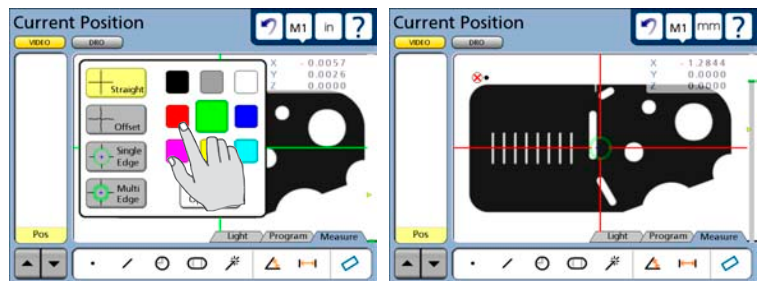 Current Position
M1
in
?
VIDEO
DRO
X - 0.0057
Y 0.0026
Z 0.0000
Straight
Offset
Single
Edge
Multi
Edge
Pos
Light
Program
Measure
Current Position
M1
mm
?
VIDEO
DRO
X - 1.2844
Y 0.0000
Z 0.0000
Pos
Light
Program
Measure